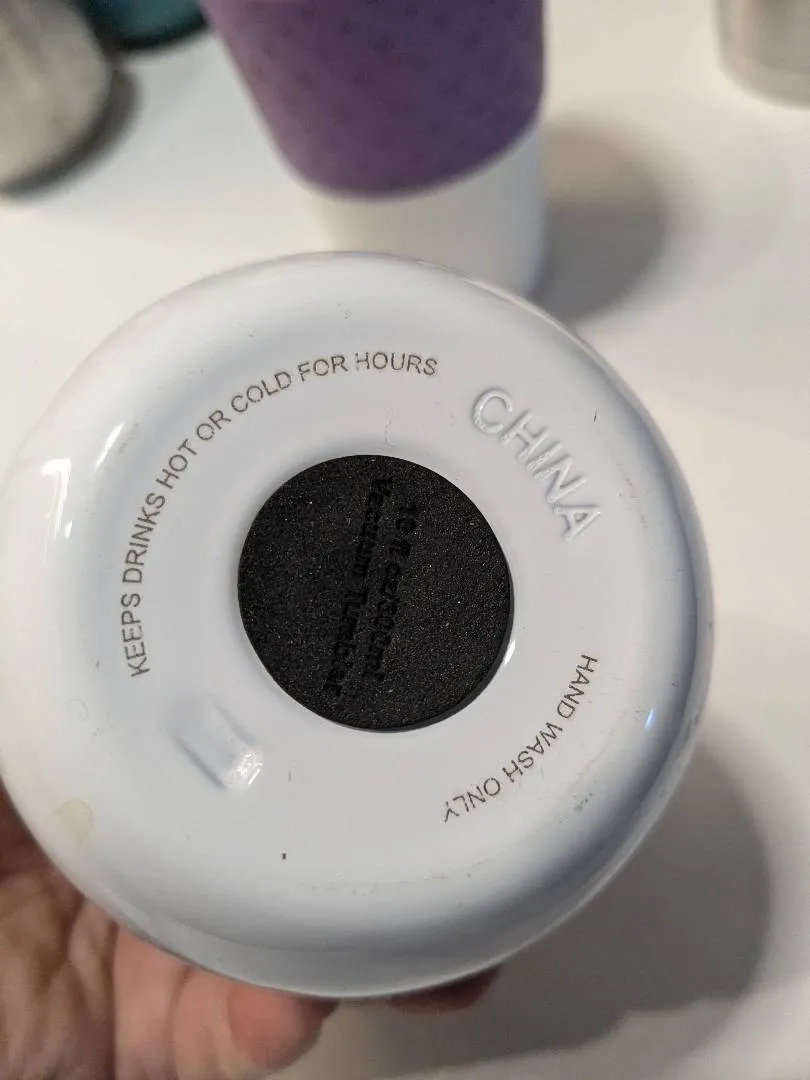 KEEPS DRINKS HOT OR COLD FOR HOURS
CHINA
HAND WASH ONLY
10 fl oz/300ml
Vacuum Tumbler